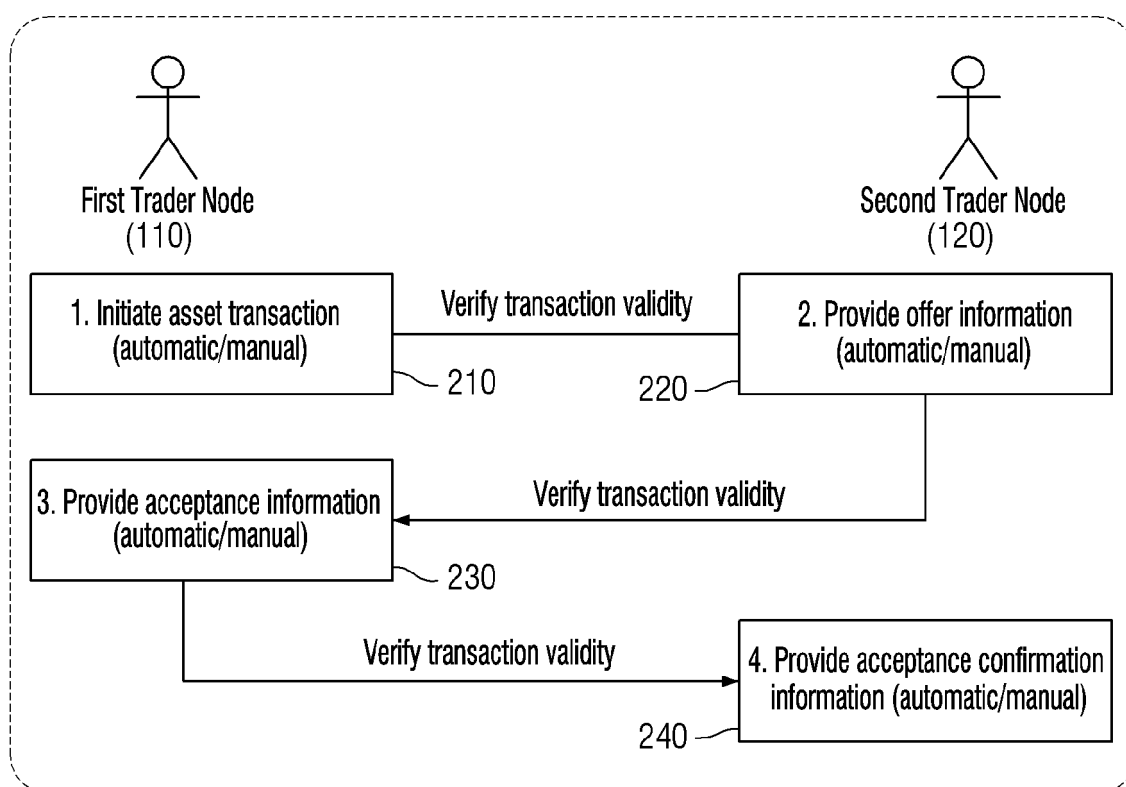 First Trader Node
(110)
Second Trader Node
(120)
1. Initiate asset transaction
(automatic/manual)
210
Verify transaction validity
2. Provide offer information
(automatic/manual)
220
3. Provide acceptance information
(automatic/manual)
230
Verify transaction validity
Verify transaction validity
4. Provide acceptance confirmation
information (automatic/manual)
240